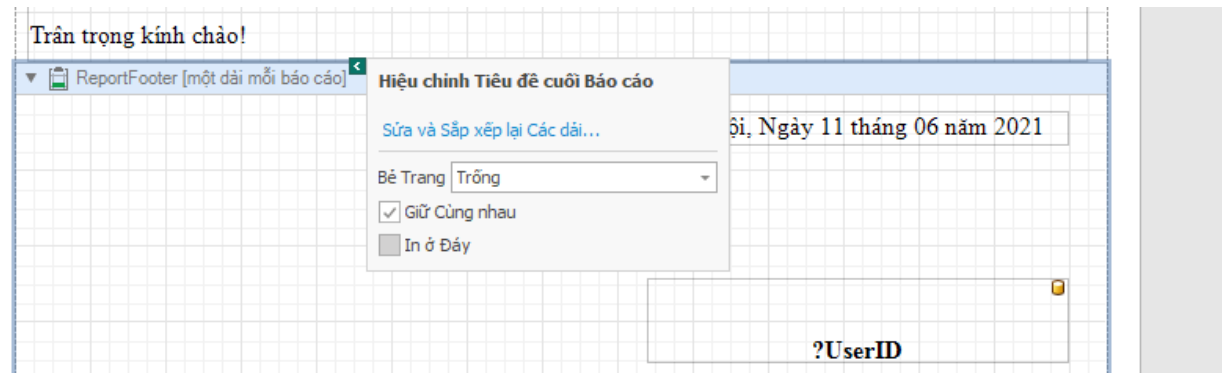 Trân trọng kính chào!
ReportFooter [một dải mỗi báo cáo]
Hiệu chỉnh Tiêu đề cuối Báo cáo
Sửa và Sắp xếp lại Các dải...
ội, Ngày 11 tháng 06 năm 2021
Bẻ Trang Trống
Giữ Cùng nhau
In ở Đáy
?UserID